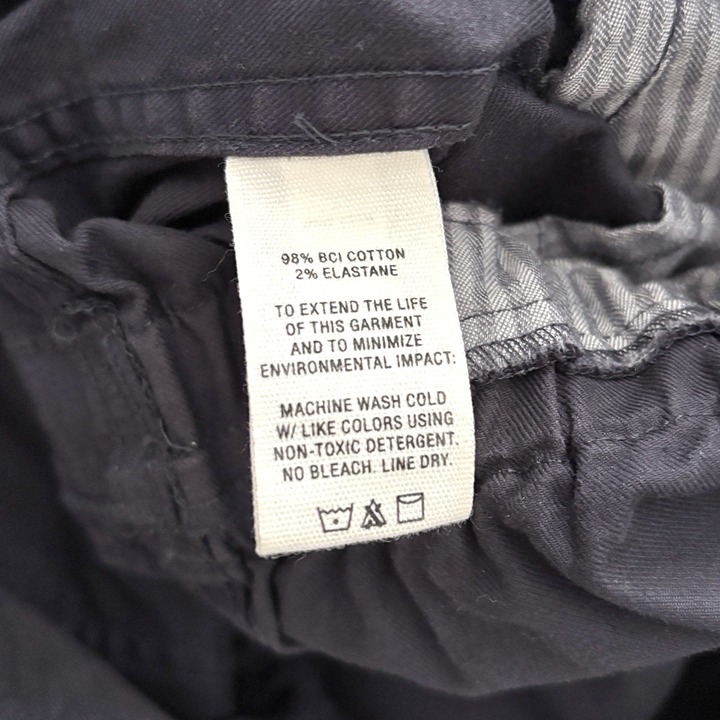 98% BCI COTTON
2% ELASTANE
TO EXTEND THE LIFE
OF THIS GARMENT
AND TO MINIMIZE
ENVIRONMENTAL IMPACT:
MACHINE WASH COLD
W/ LIKE COLORS USING
NON-TOXIC DETERGENT.
NO BLEACH. LINE DRY.